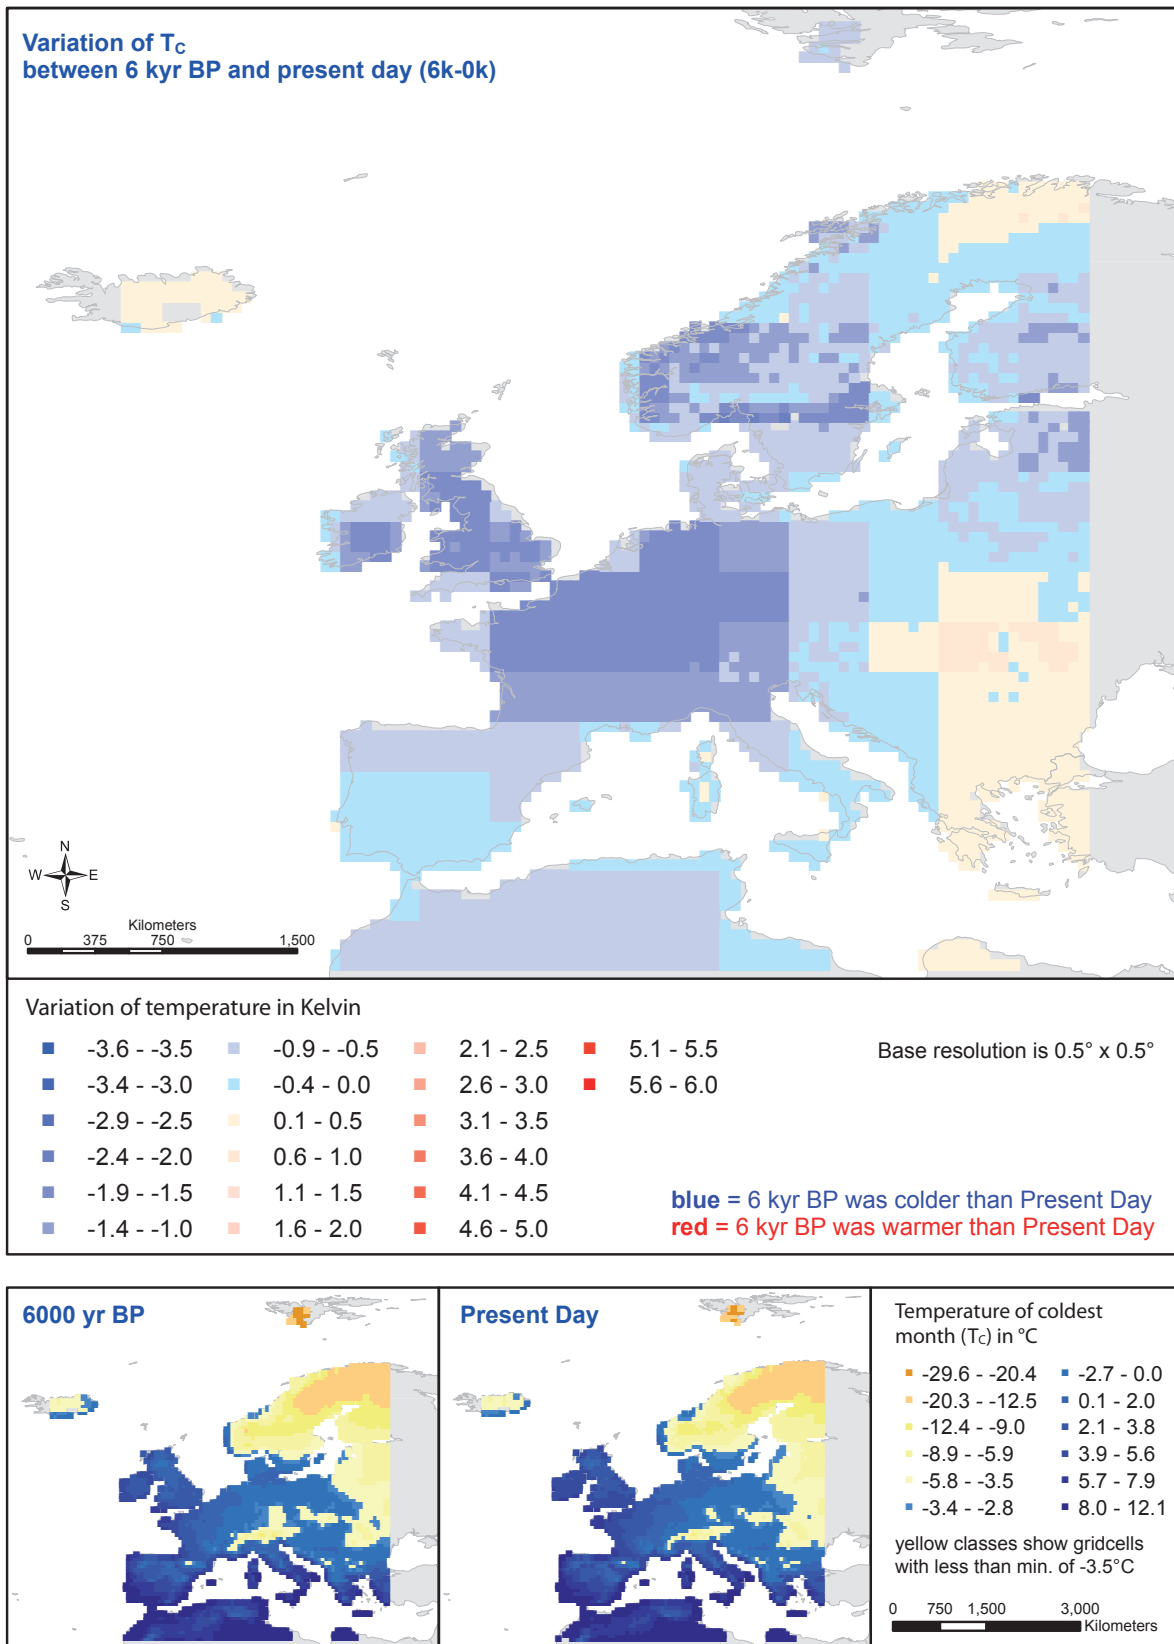 Variation of TC
between 6 kyr BP and present day (6k-0k)
N
W E
S
Kilometers
0 375 750 1,500
Variation of temperature in Kelvin
-3.6 - -3.5 -0.9 - -0.5 2.1 - 2.5 5.1 - 5.5
Base resolution is 0.5° x 0.5°
-3.4 - -3.0 -0.4 - 0.0 2.6 - 3.0 5.6 - 6.0
-2.9 - -2.5 0.1 - 0.5 3.1 - 3.5
-2.4 - -2.0 0.6 - 1.0 3.6 - 4.0
-1.9 - -1.5 1.1 - 1.5 4.1 - 4.5
-1.4 - -1.0 1.6 - 2.0 4.6 - 5.0
blue = 6 kyr BP was colder than Present Day
red = 6 kyr BP was warmer than Present Day
6000 yr BP
Present Day
Temperature of coldest
month (TC) in °C
-29.6 - -20.4 -2.7 - 0.0
-20.3 - -12.5 0.1 - 2.0
-12.4 - -9.0 2.1 - 3.8
-8.9 - -5.9 3.9 - 5.6
-5.8 - -3.5 5.7 - 7.9
-3.4 - -2.8 8.0 - 12.1
yellow classes show gridcells
with less than min. of -3.5°C
0 750 1,500 3,000
Kilometers